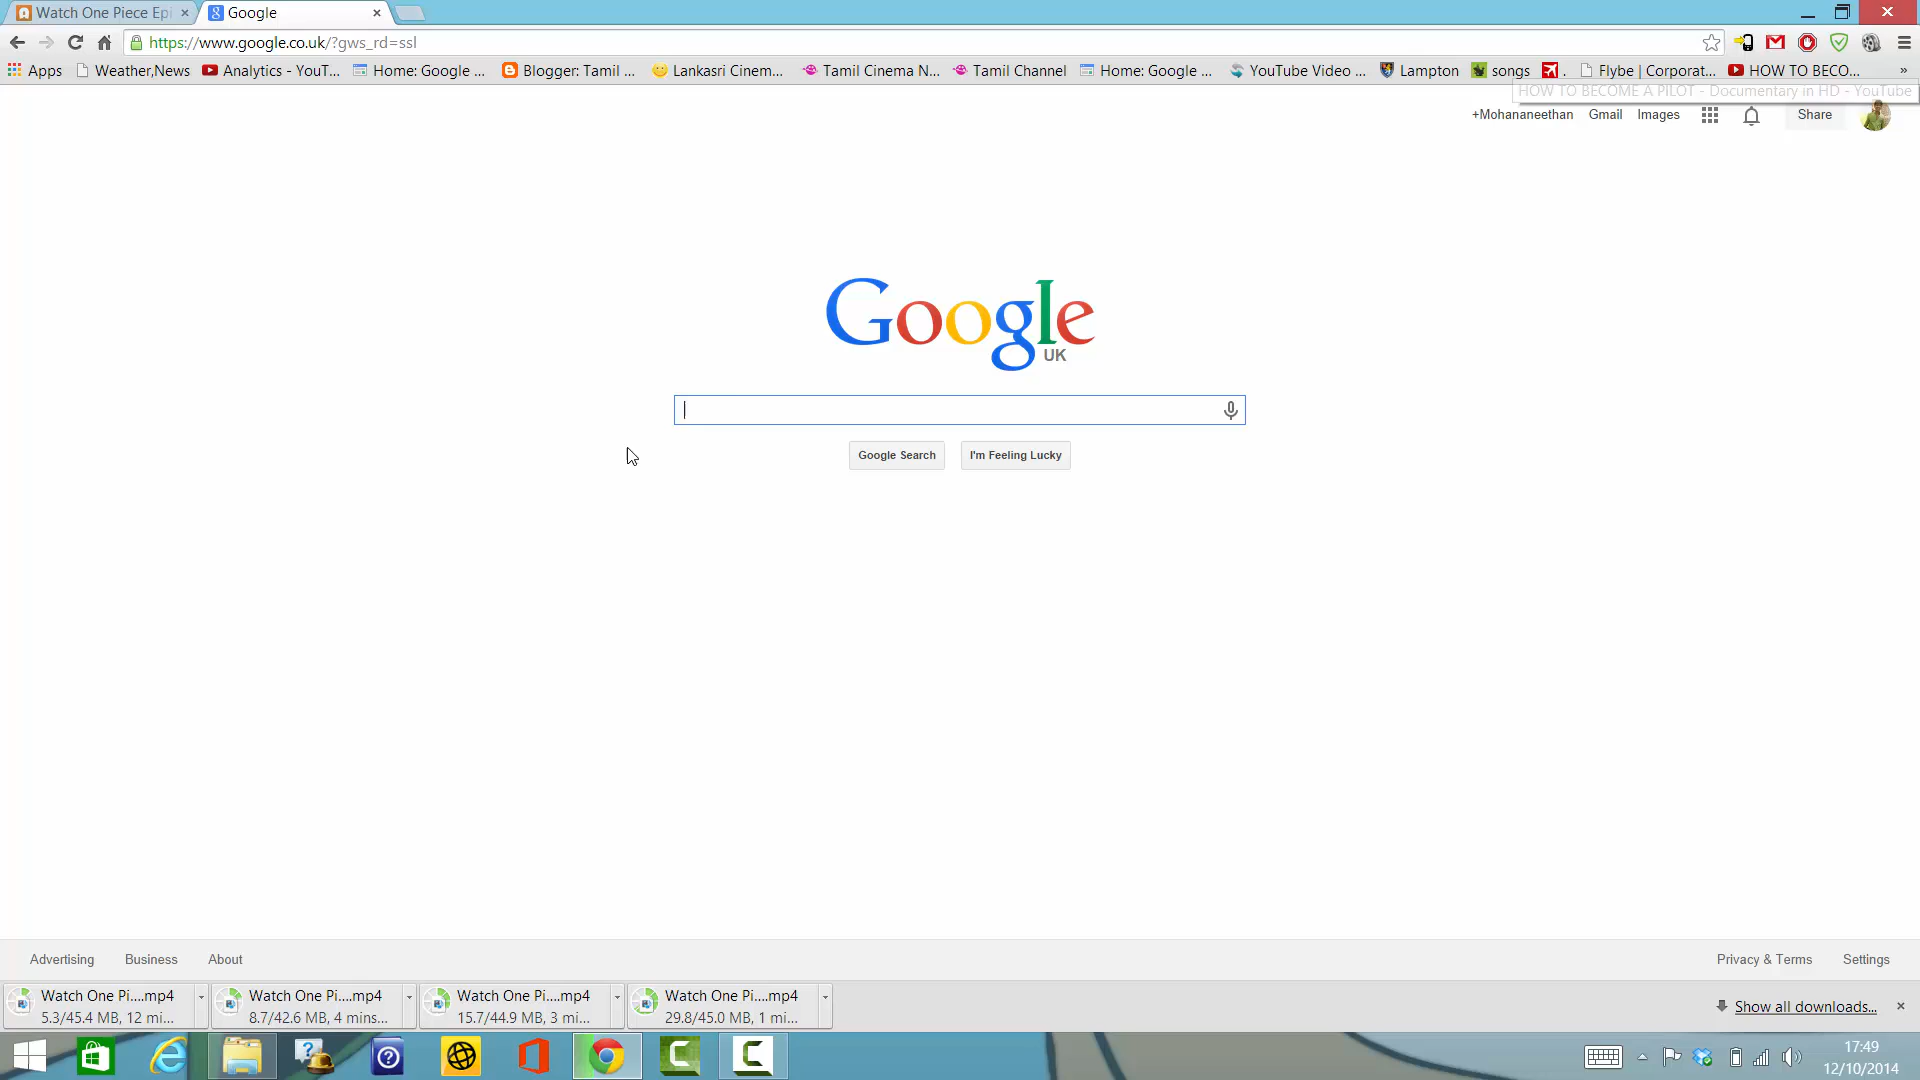 Watch One Piece Epi
Google
https://www.google.co.uk/?gws_rd=ssl
Apps
Weather,News
Analytics - YouT...
Home: Google ...
Blogger: Tamil ...
Lankasri Cinem...
Tamil Cinema N...
Tamil Channel
Home: Google ...
YouTube Video ...
Lampton
songs
.
Flybe | Corporat...
HOW TO BECO...
»
HOW TO BECOME A PILOT - Documentary in HD - YouTube
+Mohananeethan
Gmail
Images
Share
Google
UK
Google Search
I'm Feeling Lucky
Advertising
Business
About
Privacy & Terms
Settings
Watch One Pi....mp4
5.3/45.4 MB, 12 mi...
Watch One Pi....mp4
8.7/42.6 MB, 4 mins...
Watch One Pi....mp4
15.7/44.9 MB, 3 mi...
Watch One Pi....mp4
29.8/45.0 MB, 1 mi...
Show all downloads...
17:49
12/10/2014